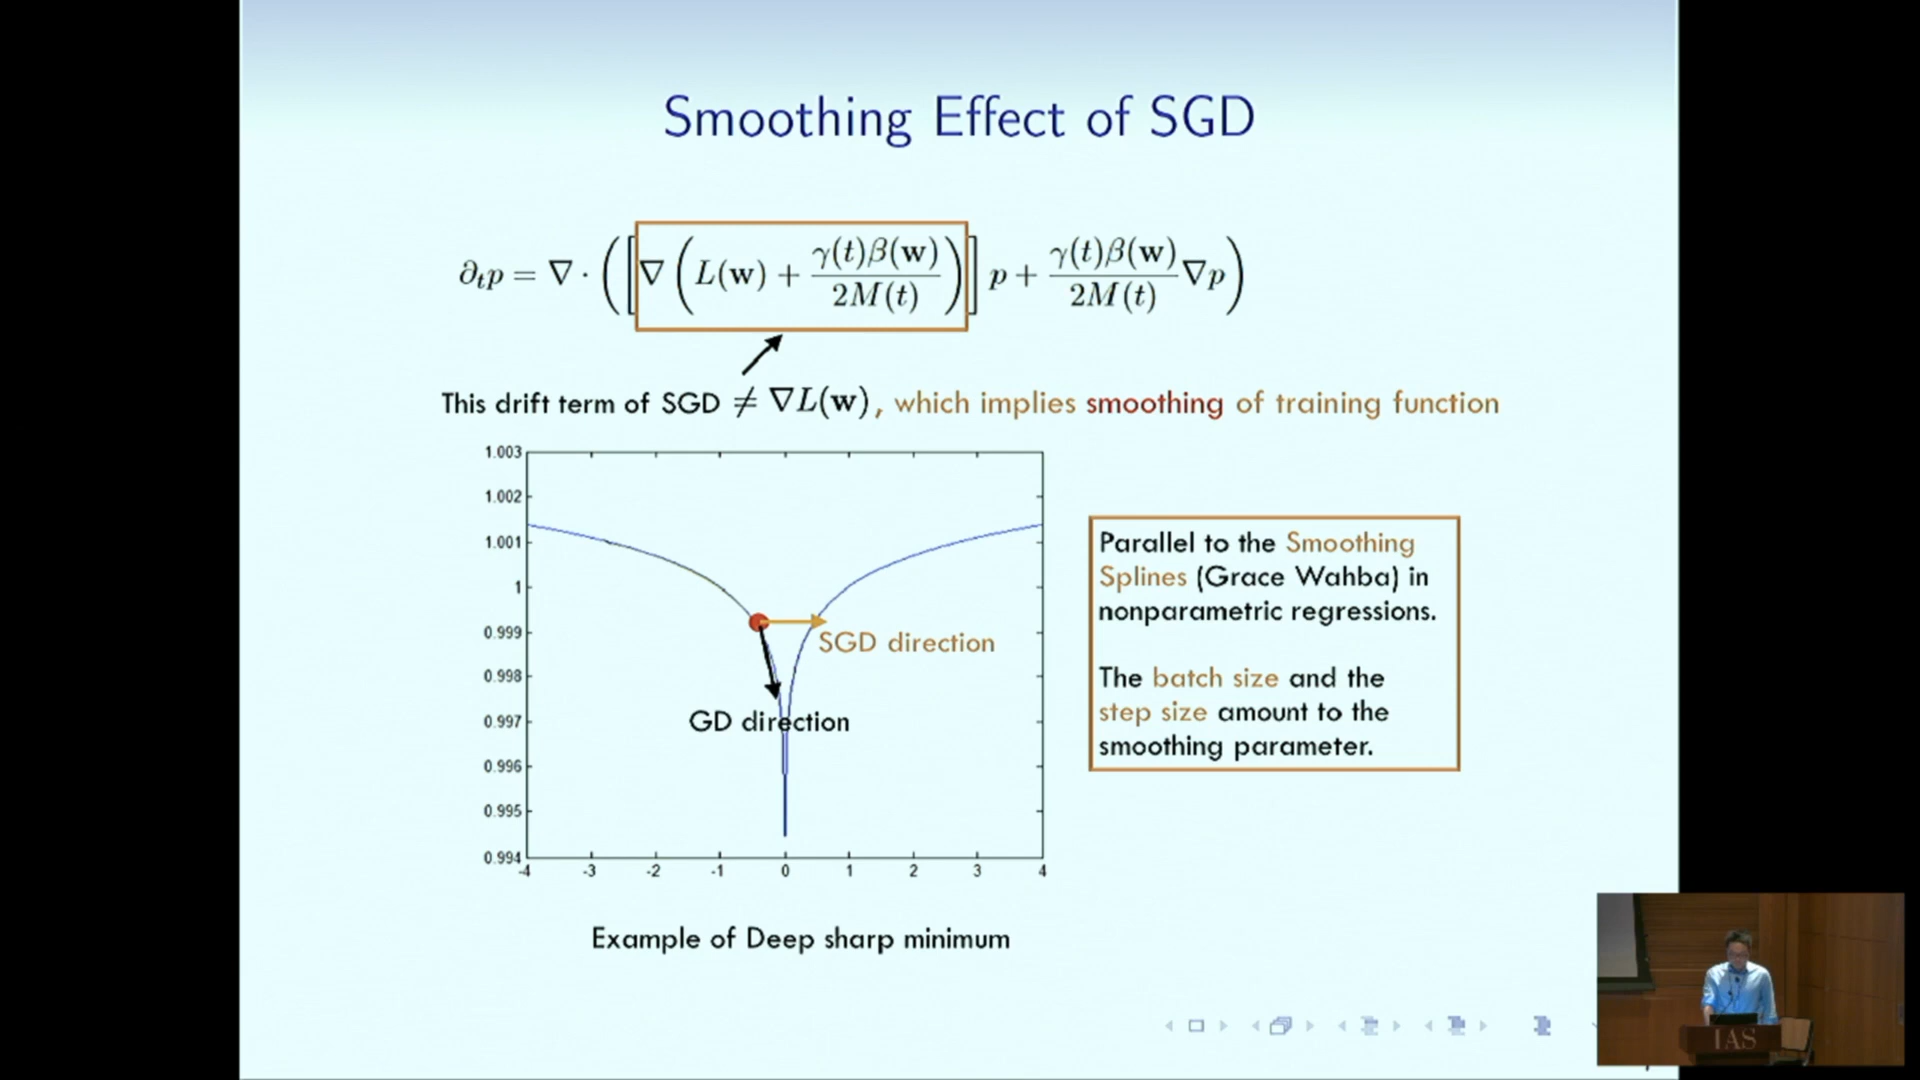 Smoothing Effect of SGD
∂ₜp = ∇ · ([∇(L(w) + γ(t)β(w)/2M(t))] p + γ(t)β(w)/2M(t) ∇p)
This drift term of SGD ≠ ∇L(w), which implies smoothing of training function
1.003
1.002
1.001
1
0.999
0.998
0.997
0.996
0.995
0.994
-4 -3 -2 -1 0 1 2 3 4
SGD direction
GD direction
Example of Deep sharp minimum
Parallel to the Smoothing
Splines (Grace Wahba) in
nonparametric regressions.
The batch size and the
step size amount to the
smoothing parameter.
IAS